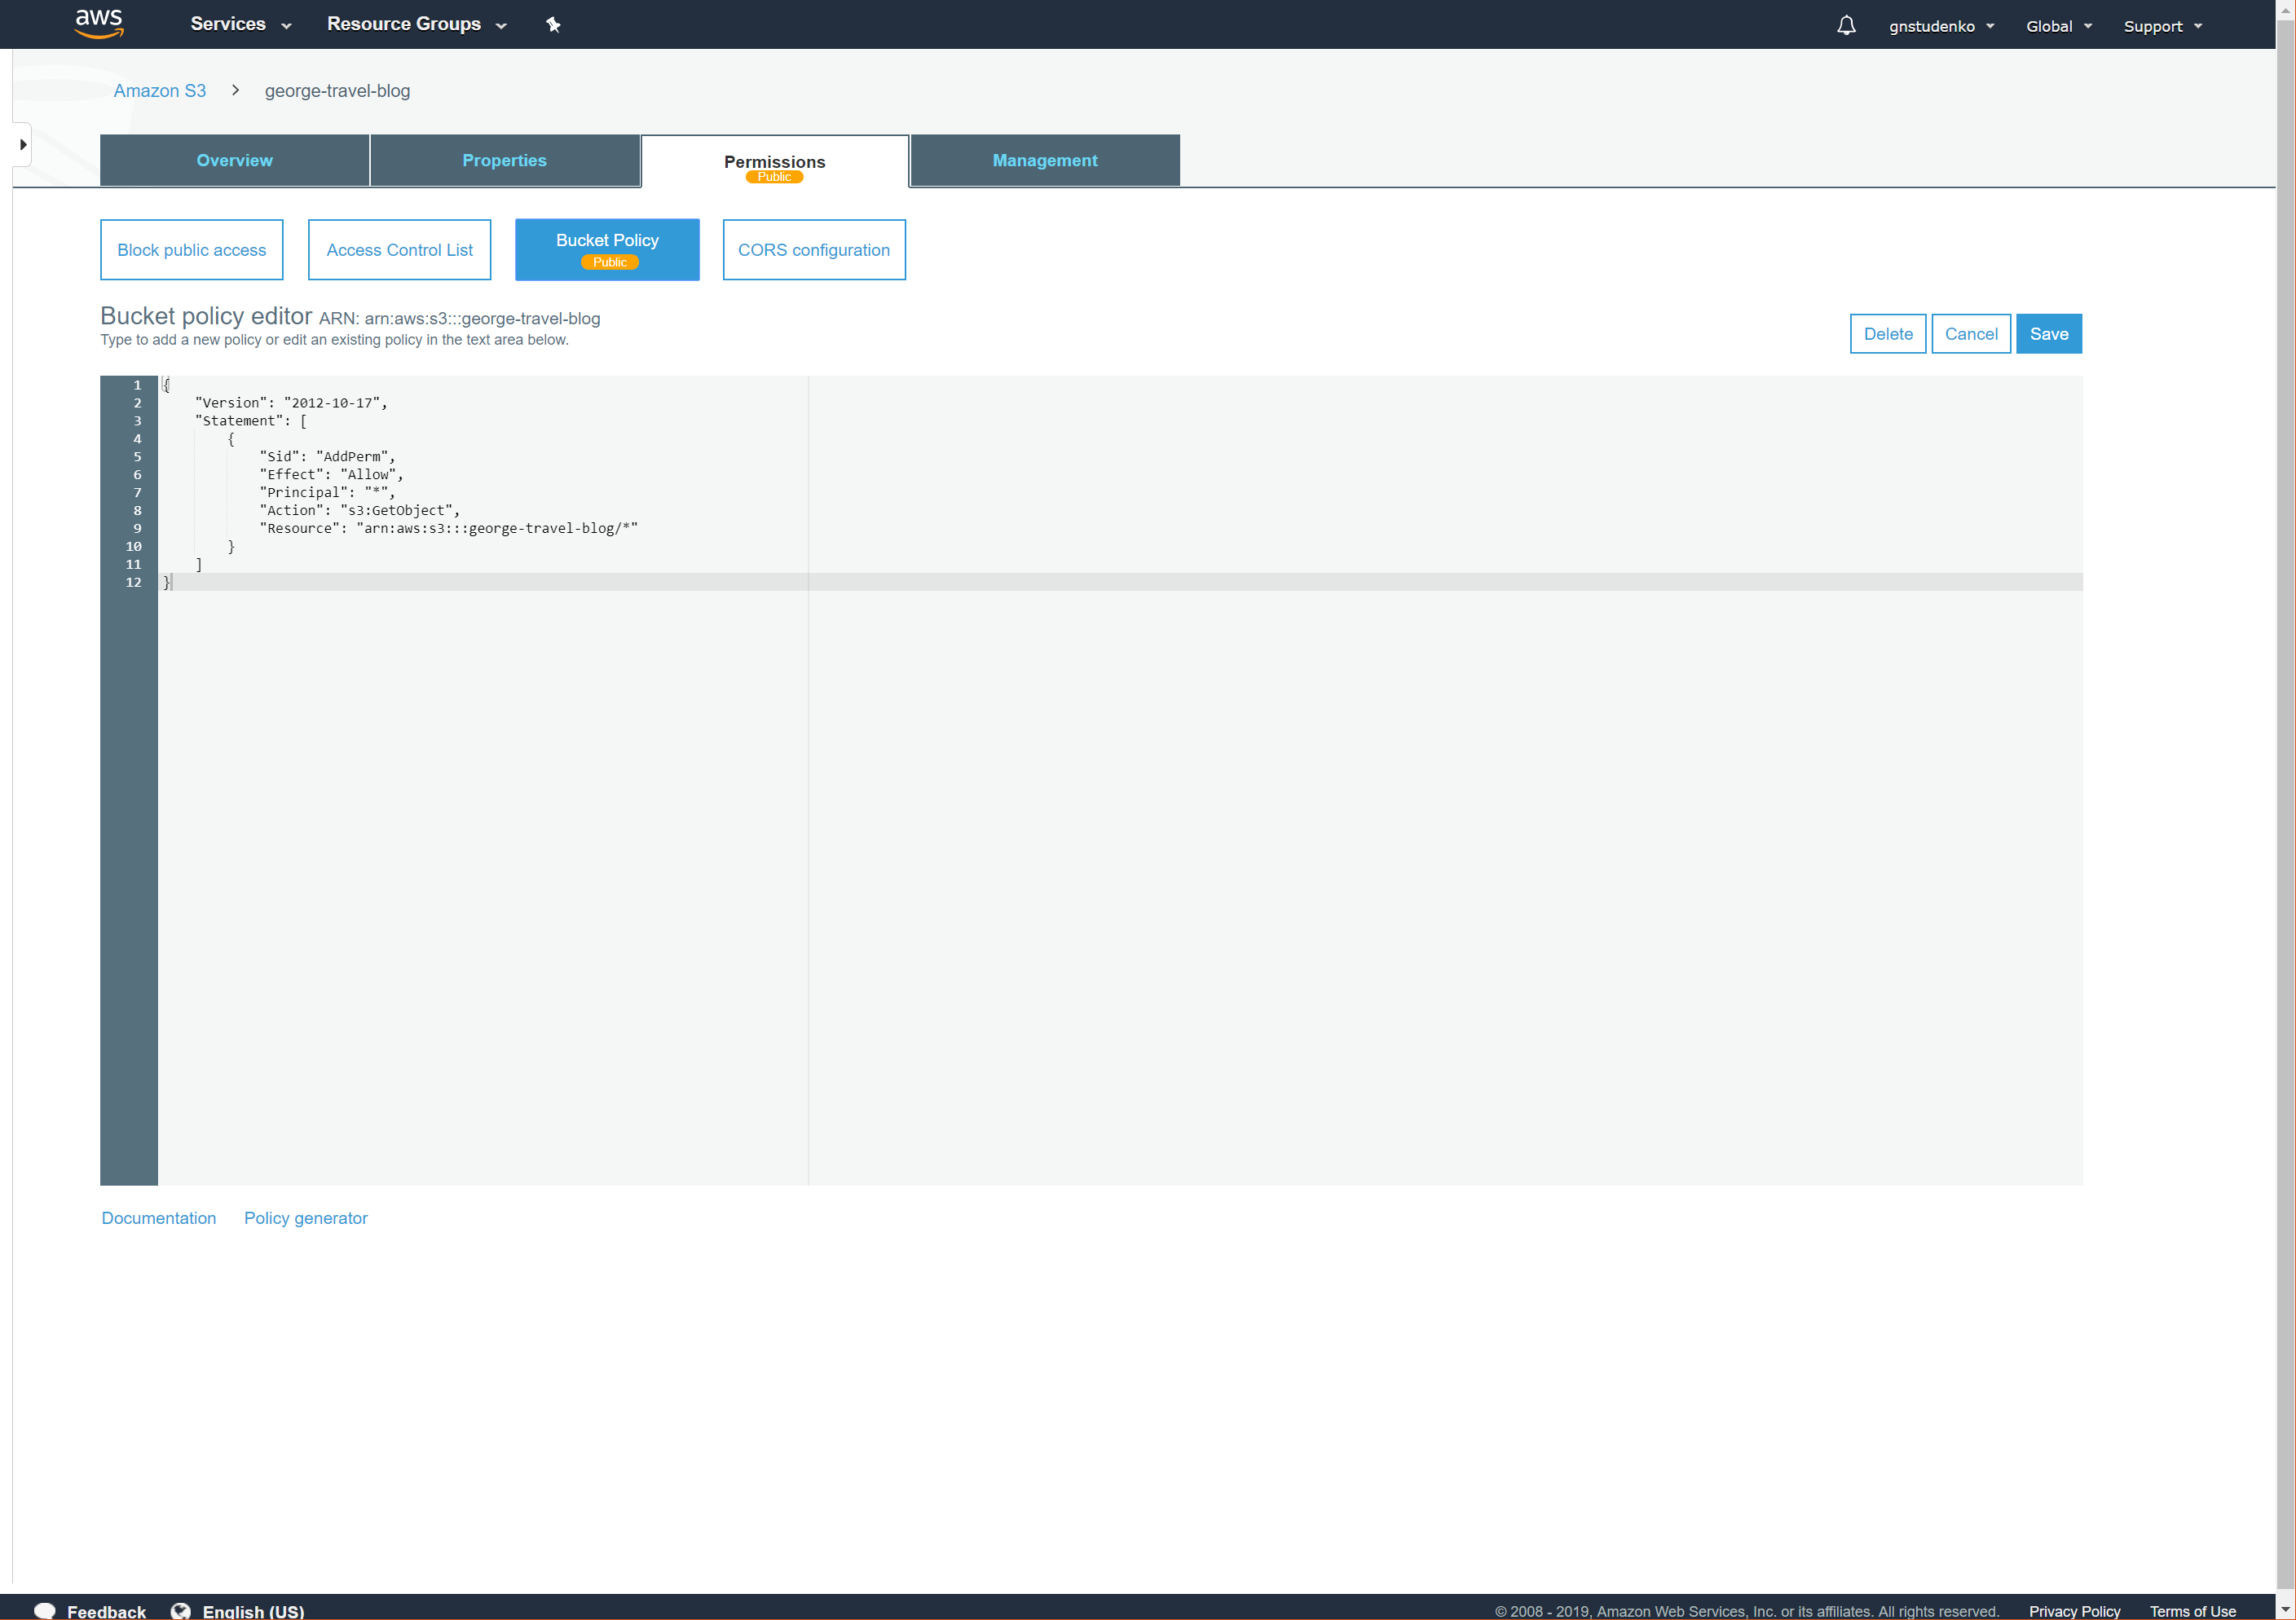 aws Services Resource Groups gnstudenko Global Support
Amazon S3 > george-travel-blog
Overview Properties Permissions Management
Public
Block public access Access Control List Bucket Policy CORS configuration
Public
Bucket policy editor ARN: arn:aws:s3:::george-travel-blog
Type to add a new policy or edit an existing policy in the text area below.
Delete Cancel Save
1 {
2 "Version": "2012-10-17",
3 "Statement": [
4 {
5 "Sid": "AddPerm",
6 "Effect": "Allow",
7 "Principal": "*",
8 "Action": "s3:GetObject",
9 "Resource": "arn:aws:s3:::george-travel-blog/*"
10 }
11 ]
12 }
Documentation Policy generator
Feedback English (US) © 2008 - 2019, Amazon Web Services, Inc. or its affiliates. All rights reserved. Privacy Policy Terms of Use